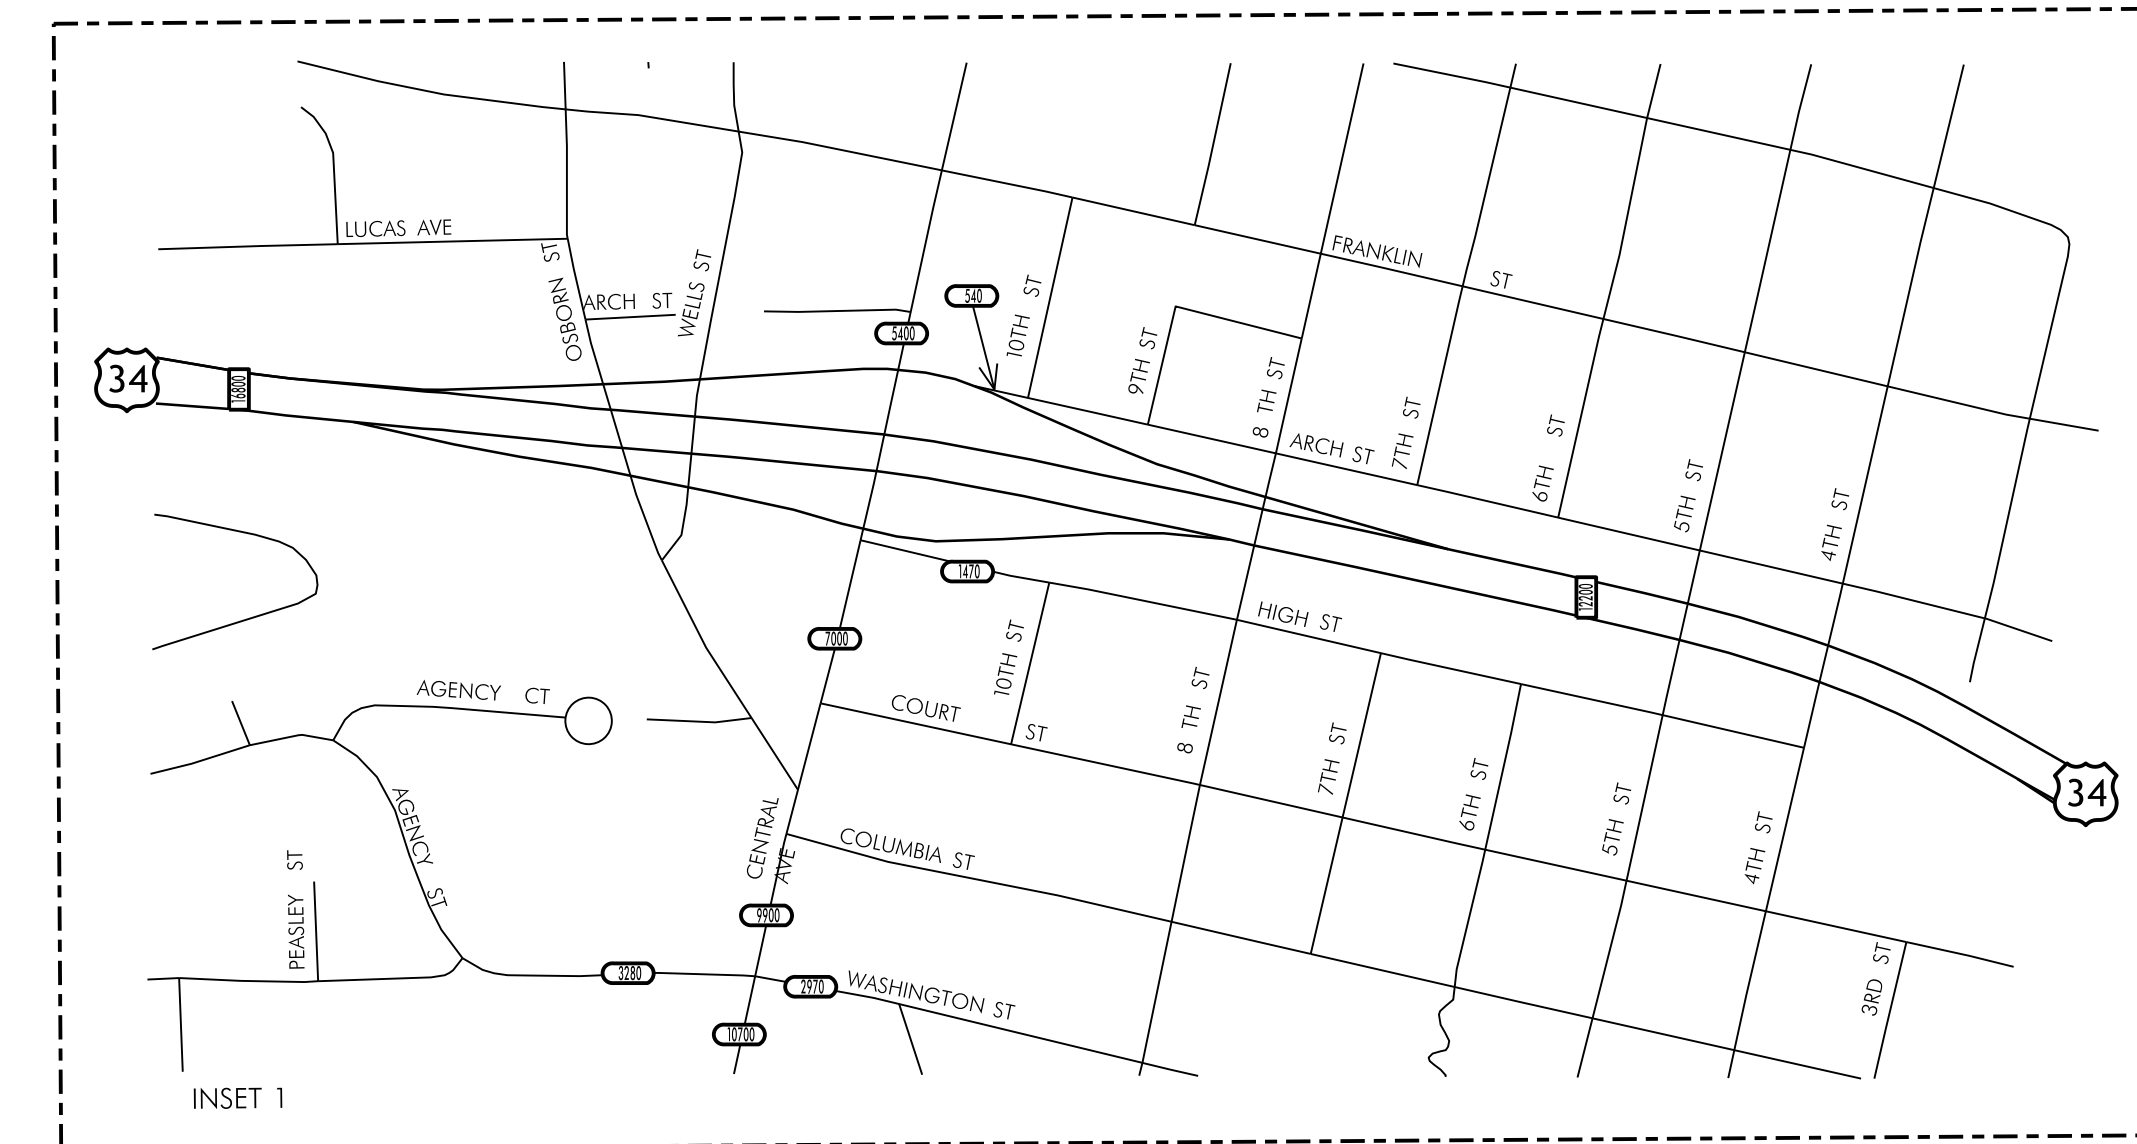 LUCAS AVE
OSBORN ST
ARCH ST
WELLS ST
FRANKLIN ST
540
10TH ST
5400
9TH ST
8 TH ST
34
16800
ARCH ST
7TH ST
6TH ST
5TH ST
4TH ST
1470
12200
HIGH ST
7000
10TH ST
AGENCY CT
COURT ST
8 TH ST
7TH ST
6TH ST
5TH ST
4TH ST
34
AGENCY ST
CENTRAL
AVE
COLUMBIA ST
PEASLEY ST
9900
3RD ST
3280
2970
WASHINGTON ST
10700
INSET 1